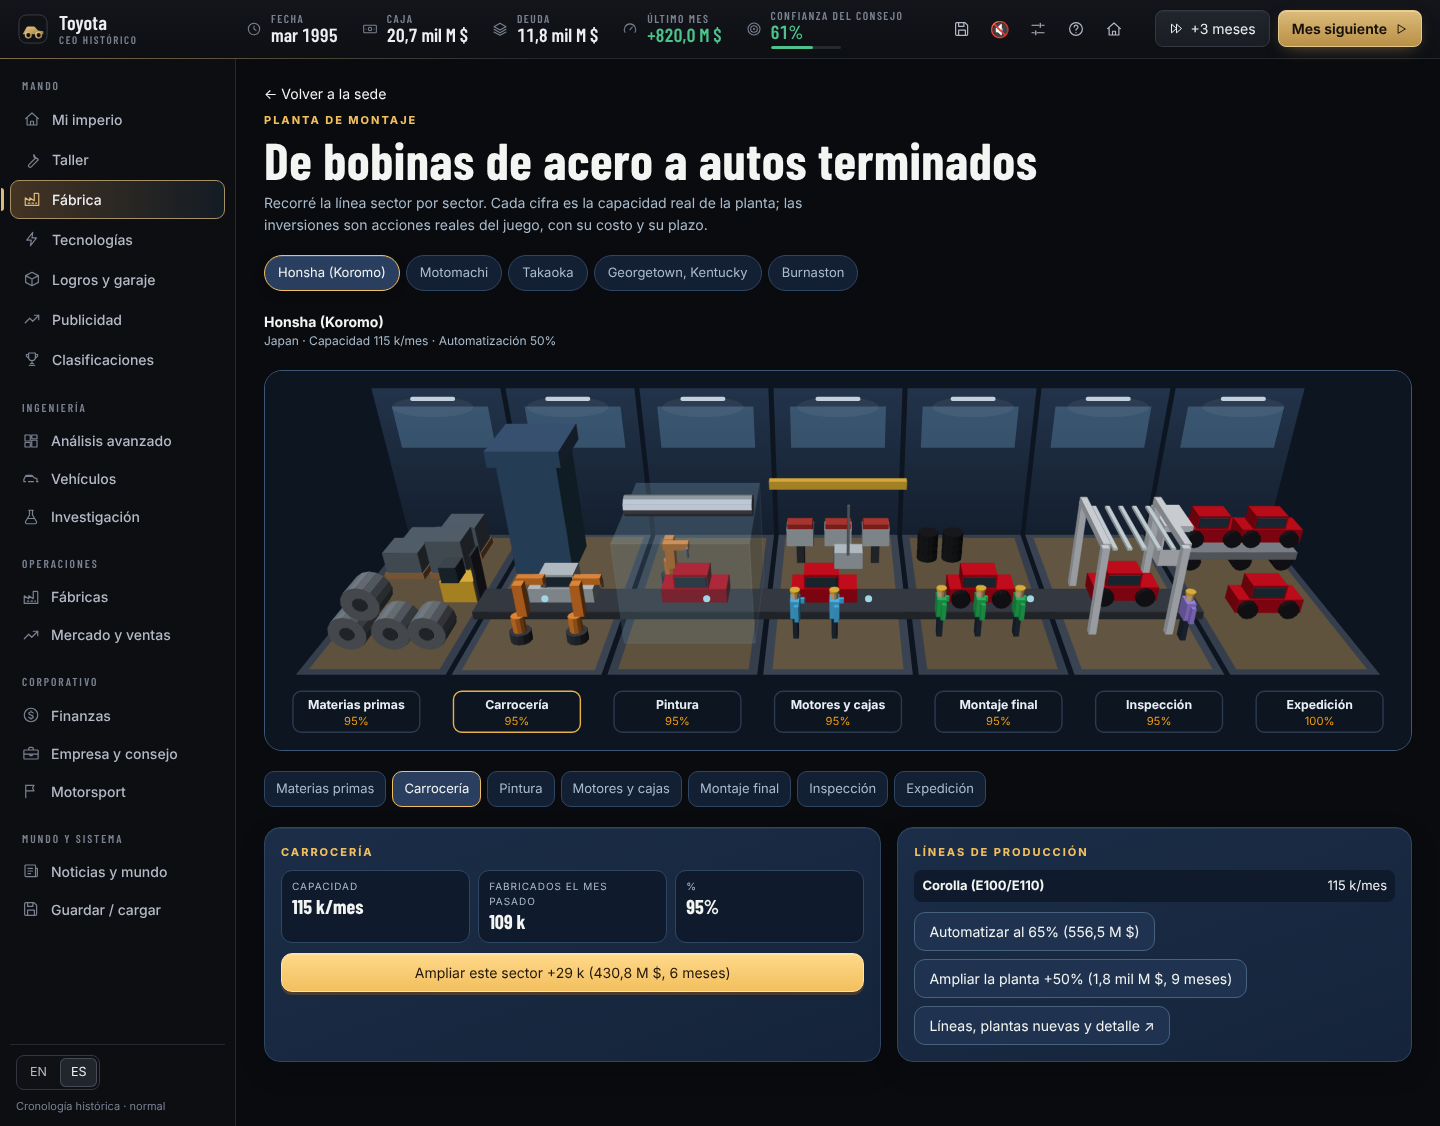 Toyota
CEO HISTÓRICO
FECHA
mar 1995
CAJA
20,7 mil M $
DEUDA
11,8 mil M $
ÚLTIMO MES
+820,0 M $
CONFIANZA DEL CONSEJO
61%
+3 meses
Mes siguiente
MANDO
Mi imperio
Taller
Fábrica
Tecnologías
Logros y garaje
Publicidad
Clasificaciones
INGENIERÍA
Análisis avanzado
Vehículos
Investigación
OPERACIONES
Fábricas
Mercado y ventas
CORPORATIVO
Finanzas
Empresa y consejo
Motorsport
MUNDO Y SISTEMA
Noticias y mundo
Guardar / cargar
EN
ES
Cronología histórica · normal
← Volver a la sede
PLANTA DE MONTAJE
De bobinas de acero a autos terminados
Recorré la línea sector por sector. Cada cifra es la capacidad real de la planta; las
inversiones son acciones reales del juego, con su costo y su plazo.
Honsha (Koromo)
Motomachi
Takaoka
Georgetown, Kentucky
Burnaston
Honsha (Koromo)
Japan · Capacidad 115 k/mes · Automatización 50%
Materias primas
95%
Carrocería
95%
Pintura
95%
Motores y cajas
95%
Montaje final
95%
Inspección
95%
Expedición
100%
Materias primas
Carrocería
Pintura
Motores y cajas
Montaje final
Inspección
Expedición
CARROCERÍA
CAPACIDAD
115 k/mes
FABRICADOS EL MES
PASADO
109 k
%
95%
Ampliar este sector +29 k (430,8 M $, 6 meses)
LÍNEAS DE PRODUCCIÓN
Corolla (E100/E110)
115 k/mes
Automatizar al 65% (556,5 M $)
Ampliar la planta +50% (1,8 mil M $, 9 meses)
Líneas, plantas nuevas y detalle ↗